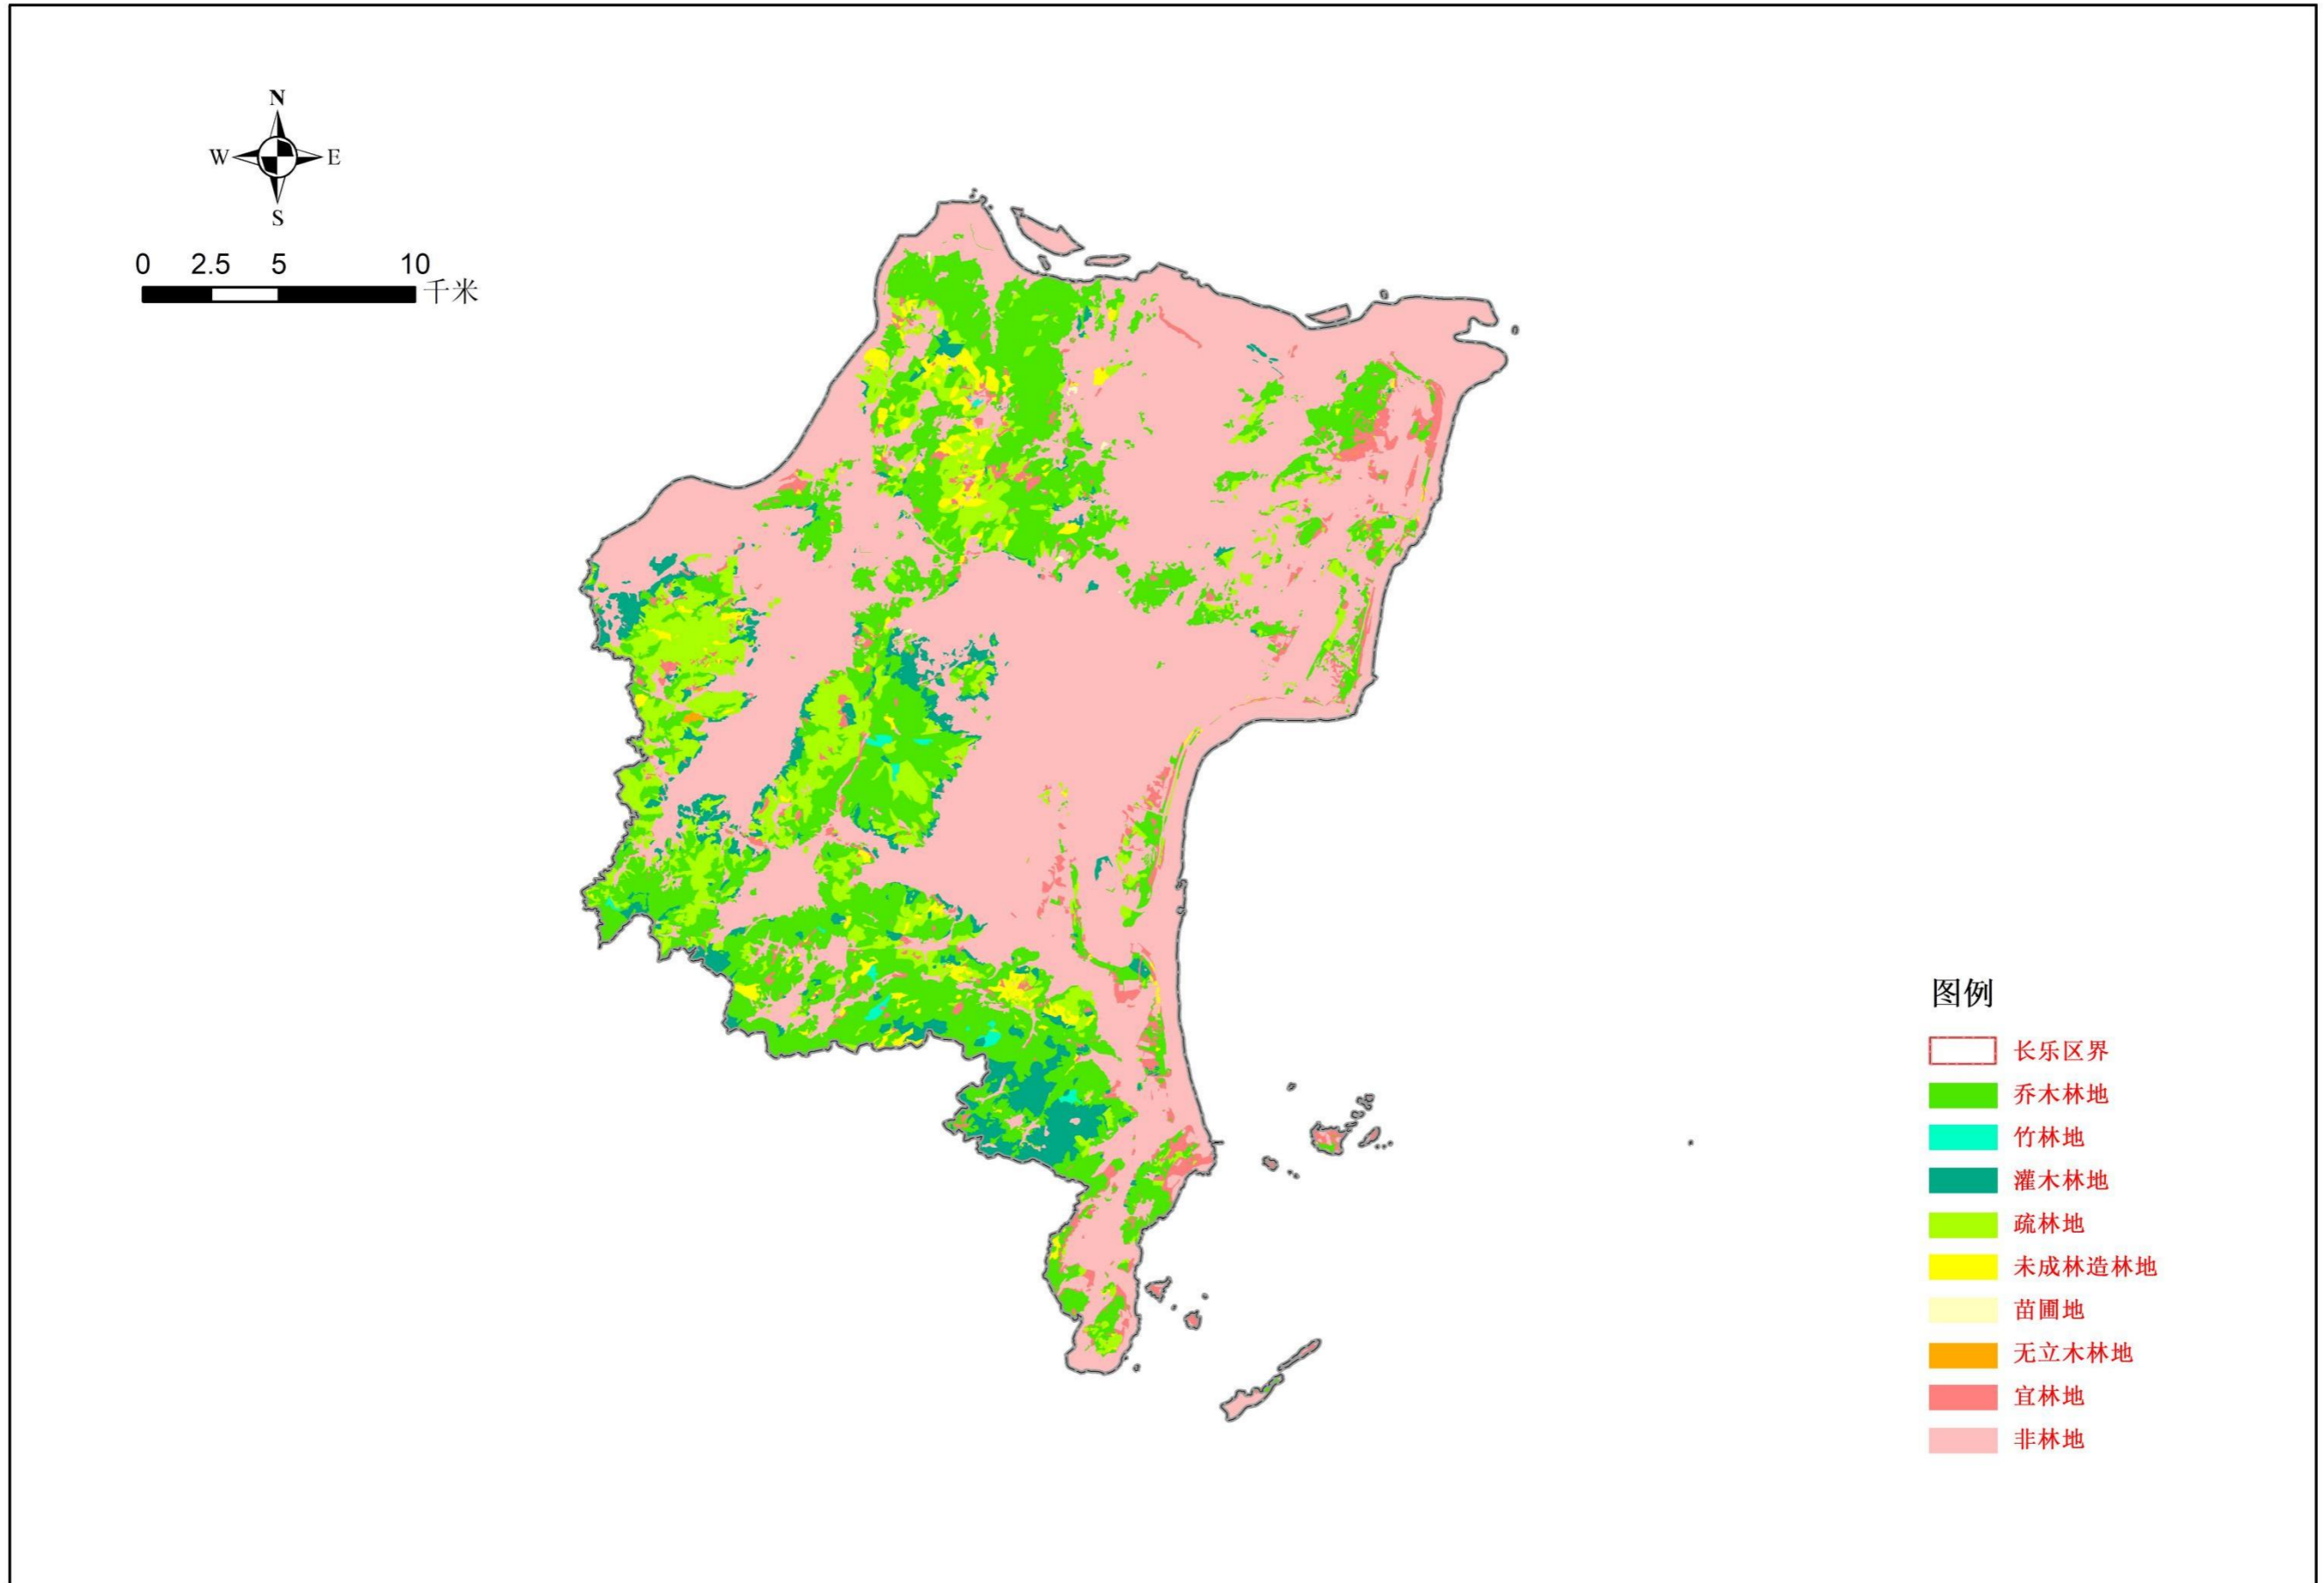 N
W E
S
0 2.5 5 10
千米
图例
长乐区界
乔木林地
竹林地
灌木林地
疏林地
未成林造林地
苗圃地
无立木林地
宜林地
非林地